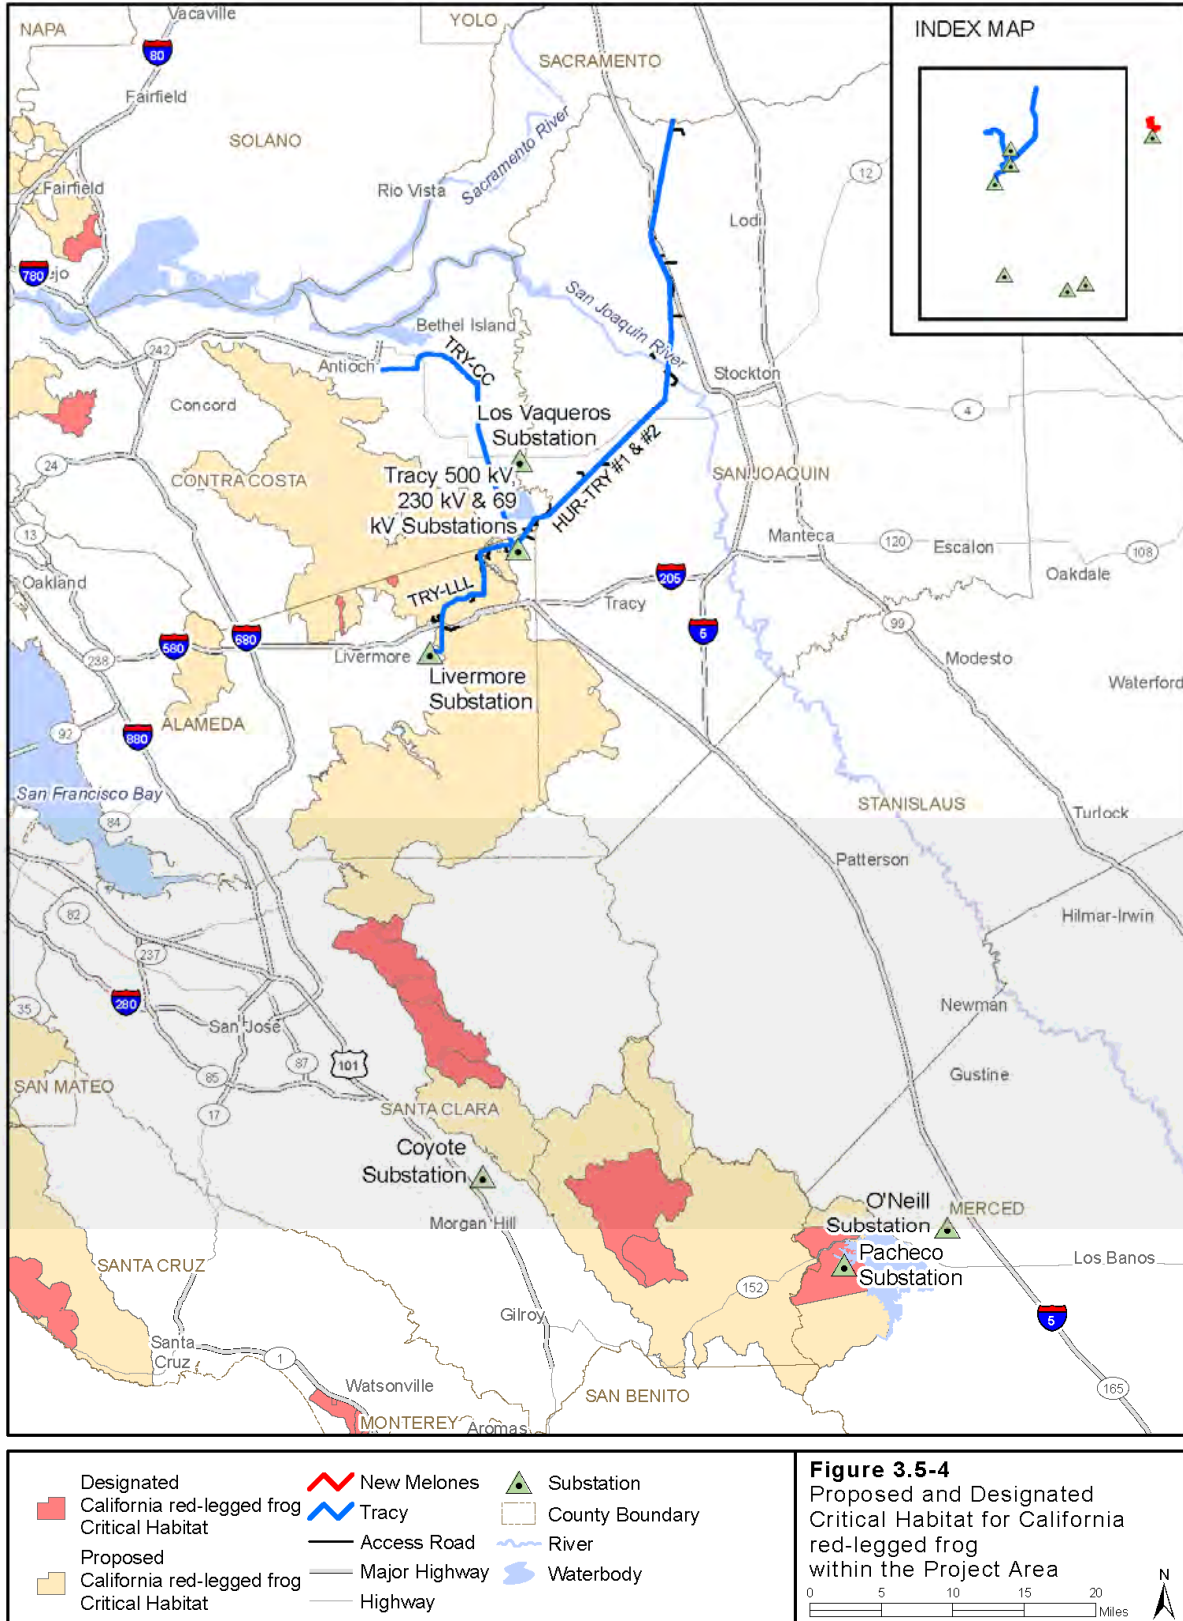 NAPA
Vacaville
YOLO
INDEX MAP
80
SACRAMENTO
Fairfield
SOLANO
Sacramento River
12
Fairfield
Rio Vista
Lodi
780
ejo
San Joaquin River
Bethel Island
242
TRY-CC
Antioch
Stockton
Concord
4
Los Vaqueros
Substation
24
HUR-TRY #1 & #2
CONTRA COSTA
SAN JOAQUIN
Tracy 500 kV,
230 kV & 69
kV Substations
13
Manteca
120
Escalon
108
Oakland
TRY-LLL
205
Oakdale
Tracy
99
5
580
680
238
Livermore
Modesto
Livermore
Substation
Waterford
92
880
ALAMEDA
San Francisco Bay
STANISLAUS
84
Turlock
Patterson
82
Hilmar-Irwin
237
280
35
Newman
San Jose
101
87
85
SAN MATEO
Gustine
17
SANTA CLARA
Coyote
Substation
O'Neill
Substation
MERCED
Morgan Hill
Pacheco
Substation
Los Banos
SANTA CRUZ
152
Gilroy
5
Santa
Cruz
1
Watsonville
SAN BENITO
165
MONTEREY
Aromas
Designated
California red-legged frog
Critical Habitat
Proposed
California red-legged frog
Critical Habitat
New Melones
Tracy
Access Road
Major Highway
Highway
Substation
County Boundary
River
Waterbody
Figure 3.5-4
Proposed and Designated
Critical Habitat for California
red-legged frog
within the Project Area
0 5 10 15 20
Miles
N